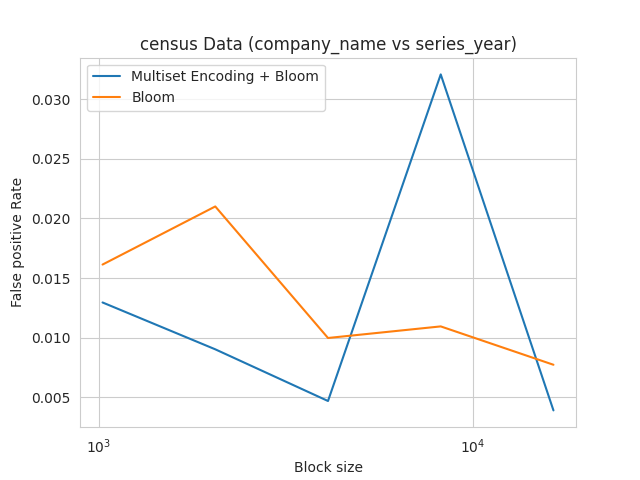 census Data (company_name vs series_year)
Multiset Encoding + Bloom
Bloom
False positive Rate
0.030
0.025
0.020
0.015
0.010
0.005
10³ 10⁴
Block size